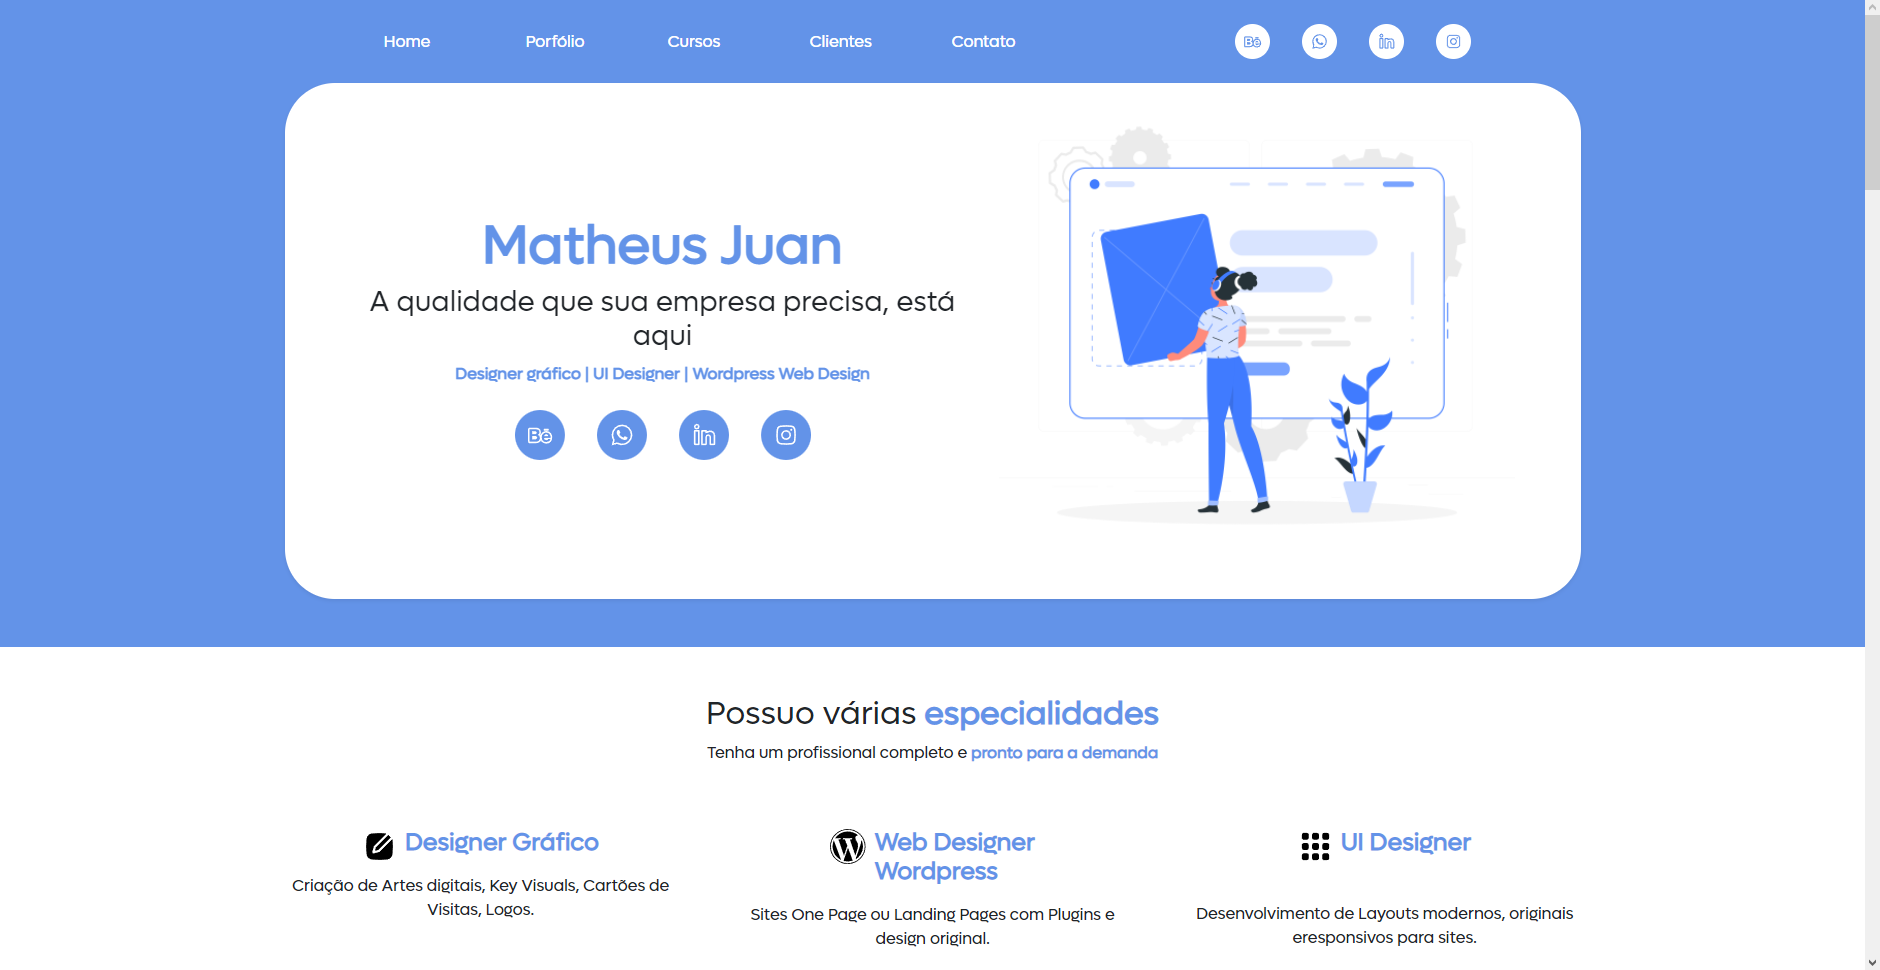 Home
Porfólio
Cursos
Clientes
Contato
Matheus Juan
A qualidade que sua empresa precisa, está
aqui
Designer gráfico | UI Designer | Wordpress Web Design
Possuo várias especialidades
Tenha um profissional completo e pronto para a demanda
Designer Gráfico
Criação de Artes digitais, Key Visuals, Cartões de
Visitas, Logos.
Web Designer
Wordpress
Sites One Page ou Landing Pages com Plugins e
design original.
UI Designer
Desenvolvimento de Layouts modernos, originais
eresponsivos para sites.